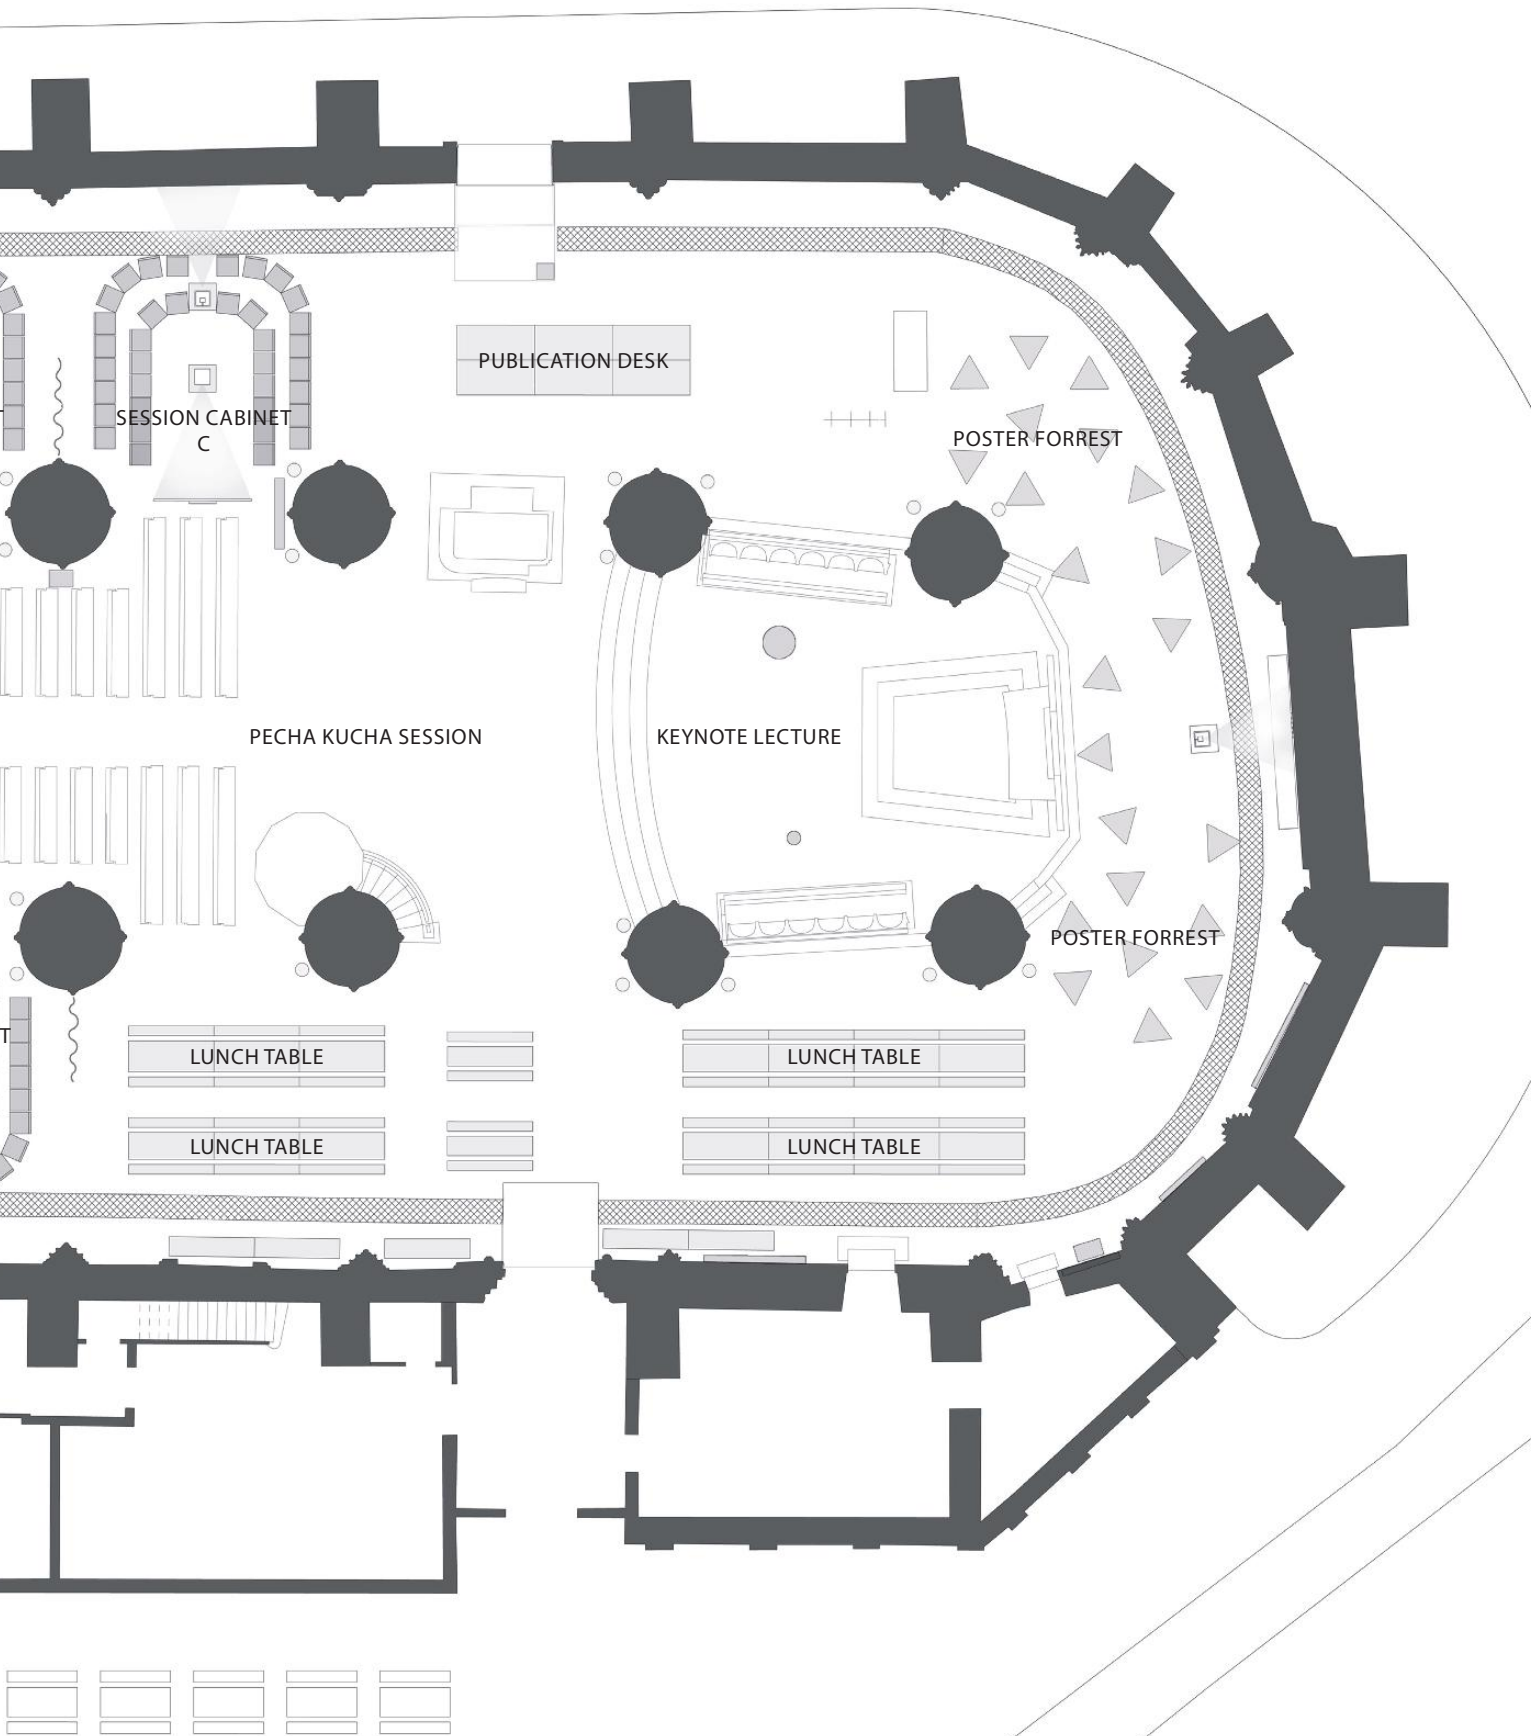 PUBLICATION DESK
SESSION CABINET
C
T
POSTER FORREST
PECHA KUCHA SESSION
KEYNOTE LECTURE
POSTER FORREST
T
LUNCH TABLE
LUNCH TABLE
LUNCH TABLE
LUNCH TABLE